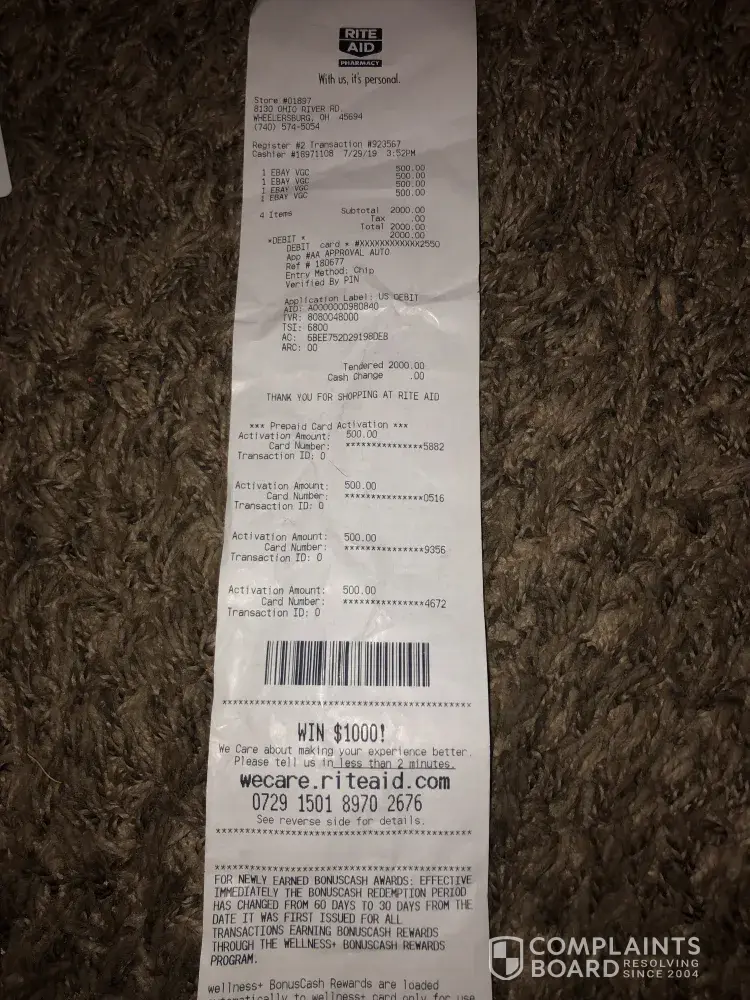 RITE
AID
PHARMACY
With us, it's personal.
Store #01897
8130 OHIO RIVER RD.
WHEELERSBURG, OH 45694
(740) 574-5054
Register #2 Transaction #923567
Cashier #18971108 7/29/19 3:52PM
1 EBAY VGC 500.00
1 EBAY VGC 500.00
1 EBAY VGC 500.00
1 EBAY VGC 500.00
4 Items Subtotal 2000.00
Tax .00
Total 2000.00
*DEBIT * 2000.00
DEBIT card * #XXXXXXXXXXXX2550
App #AA APPROVAL AUTO
Ref # 180677
Entry Method: Chip
Verified By PIN
Application Label: US DEBIT
AID: A0000000980840
TVR: 8080048000
TSI: 6800
AC: 6BEE752D29198DEB
ARC: 00
Tendered 2000.00
Cash Change .00
THANK YOU FOR SHOPPING AT RITE AID
*** Prepaid Card Activation ***
Activation Amount: 500.00
Card Number: ***************5882
Transaction ID: 0
Activation Amount: 500.00
Card Number: ***************0516
Transaction ID: 0
Activation Amount: 500.00
Card Number: ***************9356
Transaction ID: 0
Activation Amount: 500.00
Card Number: ***************4672
Transaction ID: 0
WIN $1000!
We Care about making your experience better.
Please tell us in less than 2 minutes.
wecare.riteaid.com
0729 1501 8970 2676
See reverse side for details.
FOR NEWLY EARNED BONUSCASH AWARDS: EFFECTIVE
IMMEDIATELY THE BONUSCASH REDEMPTION PERIOD
HAS CHANGED FROM 60 DAYS TO 30 DAYS FROM THE
DATE IT WAS FIRST ISSUED FOR ALL
TRANSACTIONS EARNING BONUSCASH REWARDS
THROUGH THE WELLNESS+ BONUSCASH REWARDS
PROGRAM.
wellness+ BonusCash Rewards are loaded
automatically to wellness+ card only for use
COMPLAINTS
BOARD RESOLVING
SINCE 2004